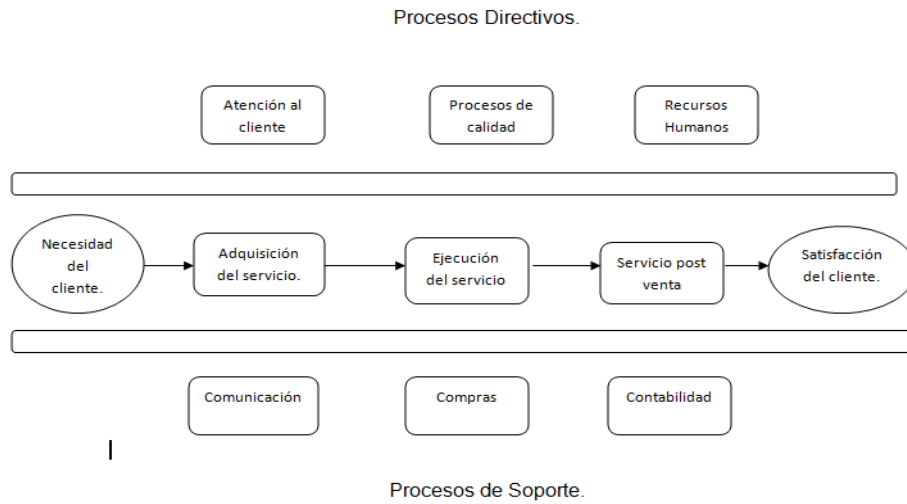 Procesos Directivos.
Atención al
cliente
Procesos de
calidad
Recursos
Humanos
Necesidad
del
cliente.
Adquisición
del servicio.
Ejecución
del servicio
Servicio post
venta
Satisfacción
del cliente.
Comunicación
Compras
Contabilidad
Procesos de Soporte.